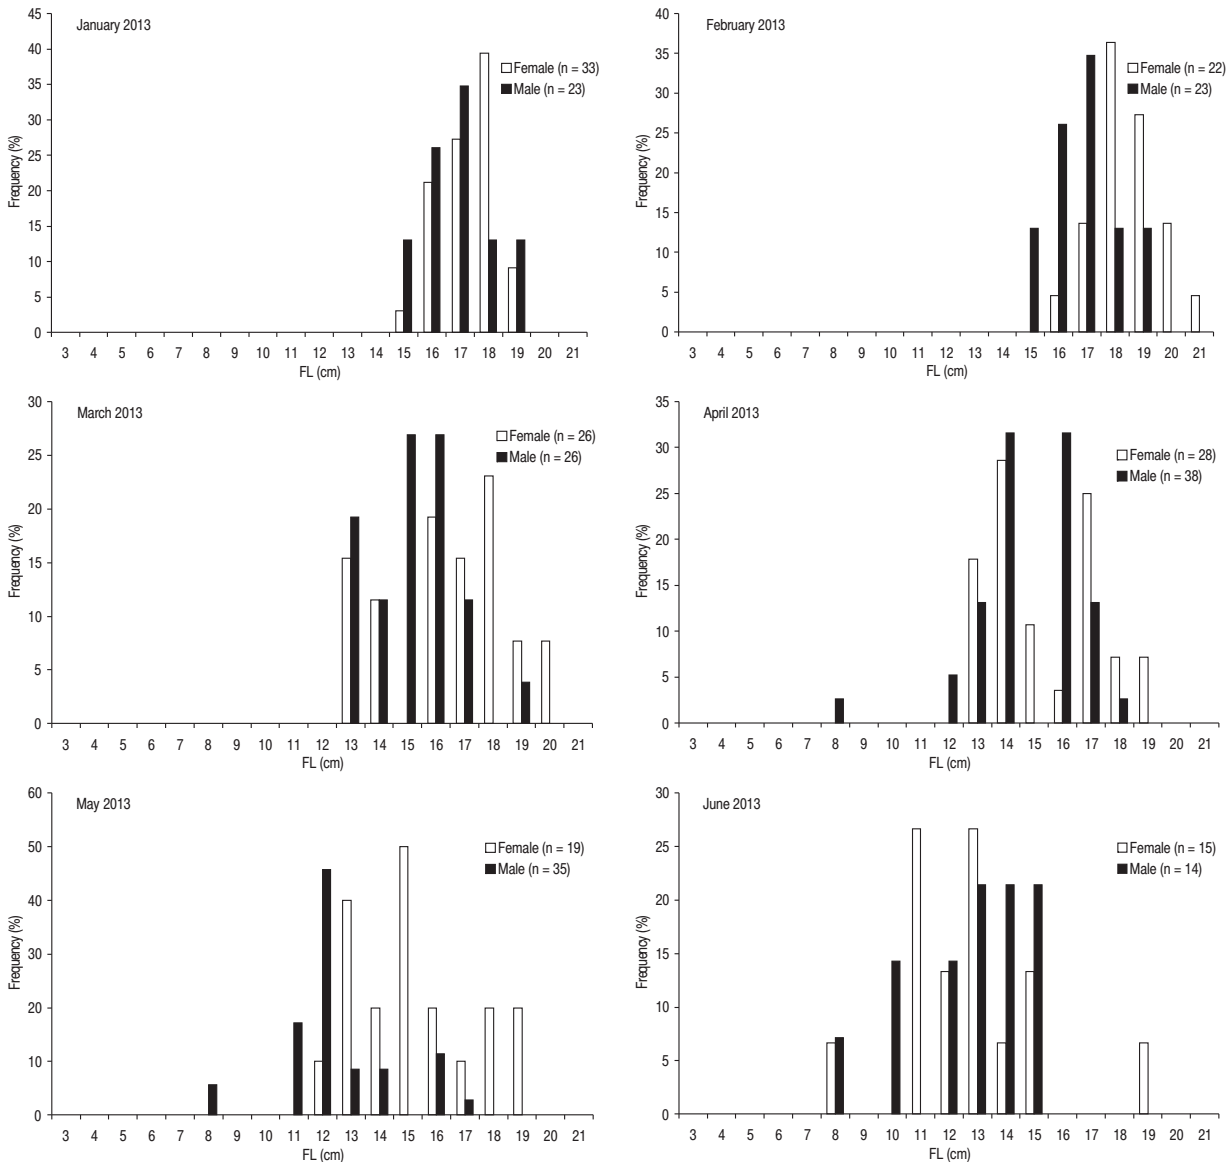 January 2013
Female (n = 33)
Male (n = 23)
Frequency (%)
45
40
35
30
25
20
15
10
5
0
3 4 5 6 7 8 9 10 11 12 13 14 15 16 17 18 19 20 21
FL (cm)
February 2013
Female (n = 22)
Male (n = 23)
Frequency (%)
40
35
30
25
20
15
10
5
0
3 4 5 6 7 8 9 10 11 12 13 14 15 16 17 18 19 20 21
FL (cm)
March 2013
Female (n = 26)
Male (n = 26)
Frequency (%)
30
25
20
15
10
5
0
3 4 5 6 7 8 9 10 11 12 13 14 15 16 17 18 19 20 21
FL (cm)
April 2013
Female (n = 28)
Male (n = 38)
Frequency (%)
35
30
25
20
15
10
5
0
3 4 5 6 7 8 9 10 11 12 13 14 15 16 17 18 19 20 21
FL (cm)
May 2013
Female (n = 19)
Male (n = 35)
Frequency (%)
60
50
40
30
20
10
0
3 4 5 6 7 8 9 10 11 12 13 14 15 16 17 18 19 20 21
FL (cm)
June 2013
Female (n = 15)
Male (n = 14)
Frequency (%)
30
25
20
15
10
5
0
3 4 5 6 7 8 9 10 11 12 13 14 15 16 17 18 19 20 21
FL (cm)